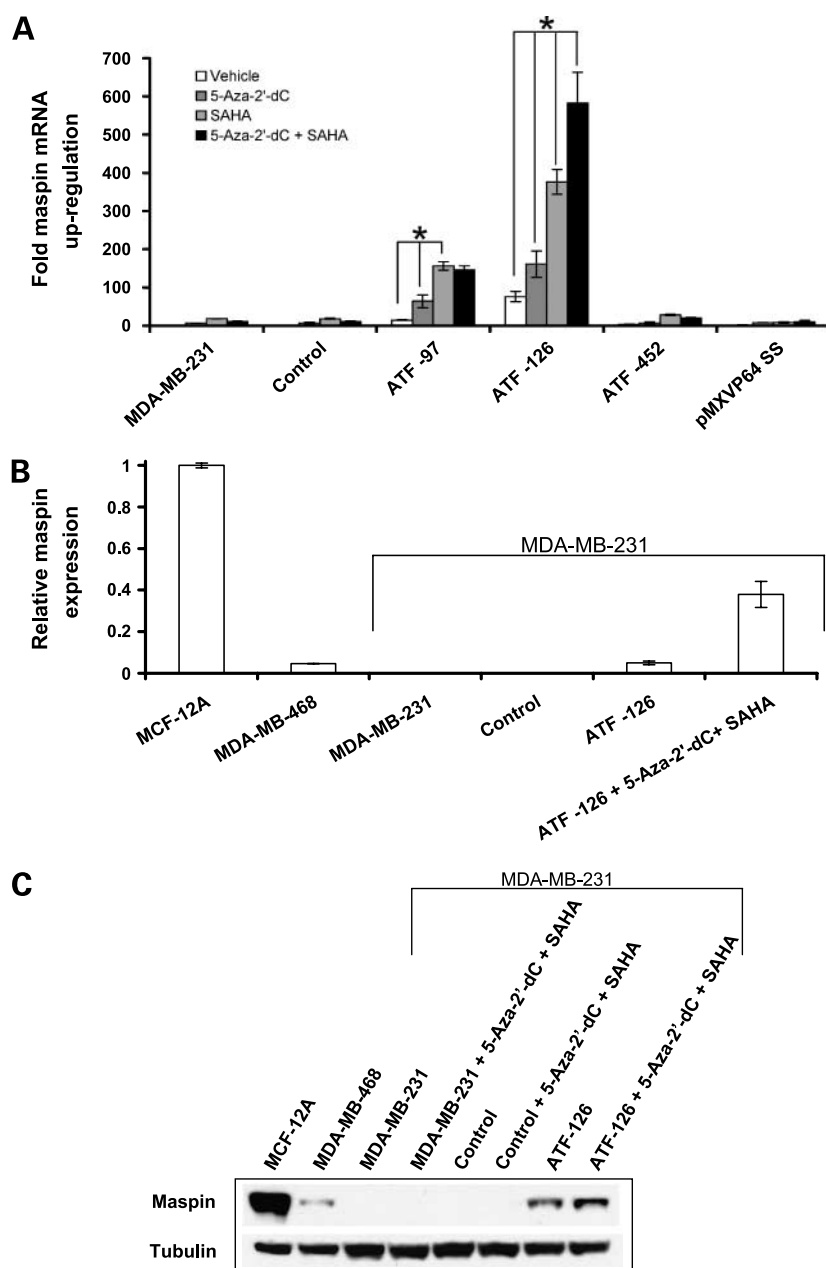 A
Fold maspin mRNA
up-regulation
700
600
500
400
300
200
100
0
Vehicle
5-Aza-2'-dC
SAHA
5-Aza-2'-dC + SAHA
*
*
MDA-MB-231
Control
ATF -97
ATF -126
ATF -452
pMXVP64 SS
B
Relative maspin
expression
1
0.8
0.6
0.4
0.2
0
MDA-MB-231
MCF-12A
MDA-MB-468
MDA-MB-231
Control
ATF -126
ATF -126 + 5-Aza-2'-dC+ SAHA
C
MDA-MB-231
MCF-12A
MDA-MB-468
MDA-MB-231
MDA-MB-231 + 5-Aza-2'-dC + SAHA
Control
Control + 5-Aza-2'-dC + SAHA
ATF-126
ATF-126 + 5-Aza-2'-dC + SAHA
Maspin
Tubulin